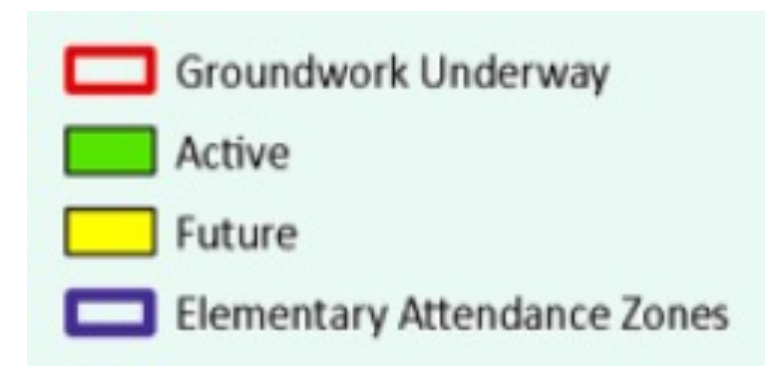 Groundwork Underway
Active
Future
Elementary Attendance Zones